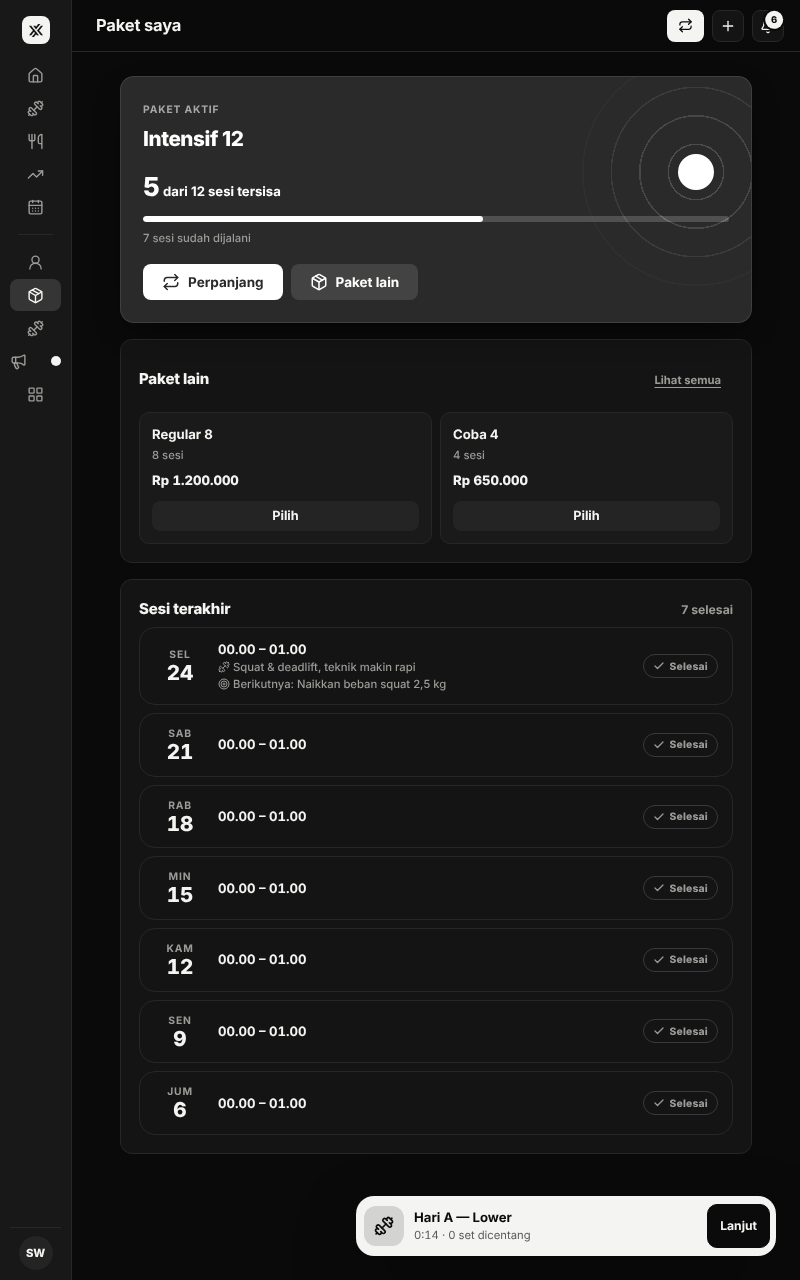 Paket saya
6
PAKET AKTIF
Intensif 12
5 dari 12 sesi tersisa
7 sesi sudah dijalani
Perpanjang
Paket lain
Paket lain
Lihat semua
Regular 8
8 sesi
Rp 1.200.000
Pilih
Coba 4
4 sesi
Rp 650.000
Pilih
Sesi terakhir
7 selesai
SEL
24
00.00 – 01.00
Squat & deadlift, teknik makin rapi
Berikutnya: Naikkan beban squat 2,5 kg
Selesai
SAB
21
00.00 – 01.00
Selesai
RAB
18
00.00 – 01.00
Selesai
MIN
15
00.00 – 01.00
Selesai
KAM
12
00.00 – 01.00
Selesai
SEN
9
00.00 – 01.00
Selesai
JUM
6
00.00 – 01.00
Selesai
Hari A — Lower
0:14 · 0 set dicentang
Lanjut
SW